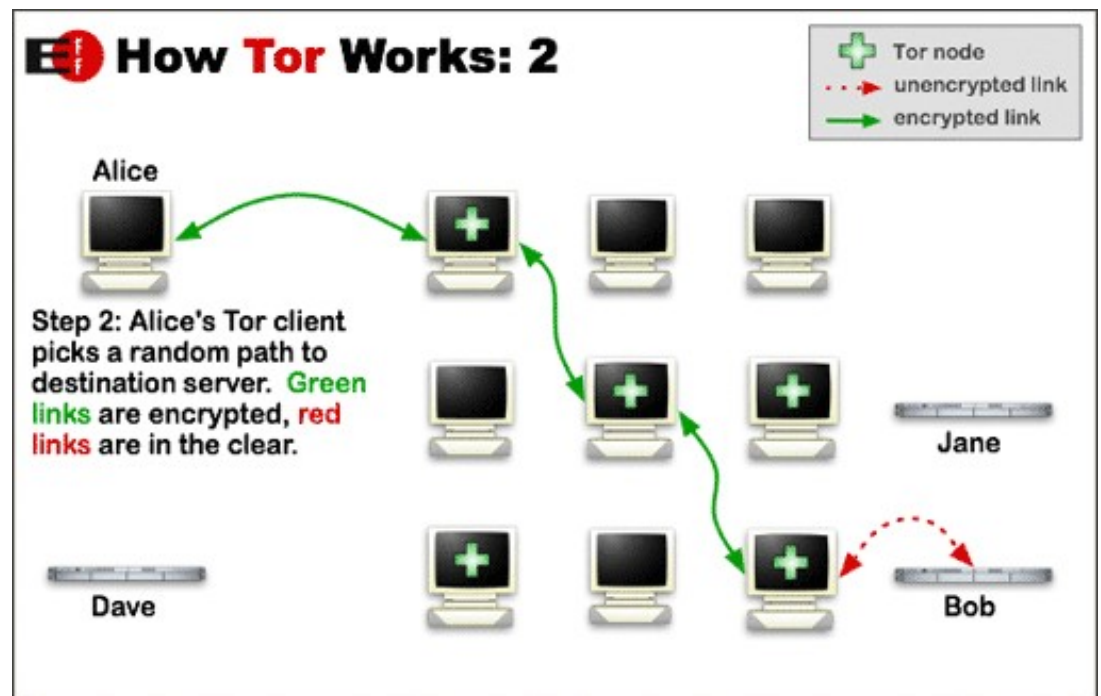 EFF How Tor Works: 2
Tor node
unencrypted link
encrypted link
Alice
Step 2: Alice's Tor client
picks a random path to
destination server. Green
links are encrypted, red
links are in the clear.
Jane
Dave
Bob